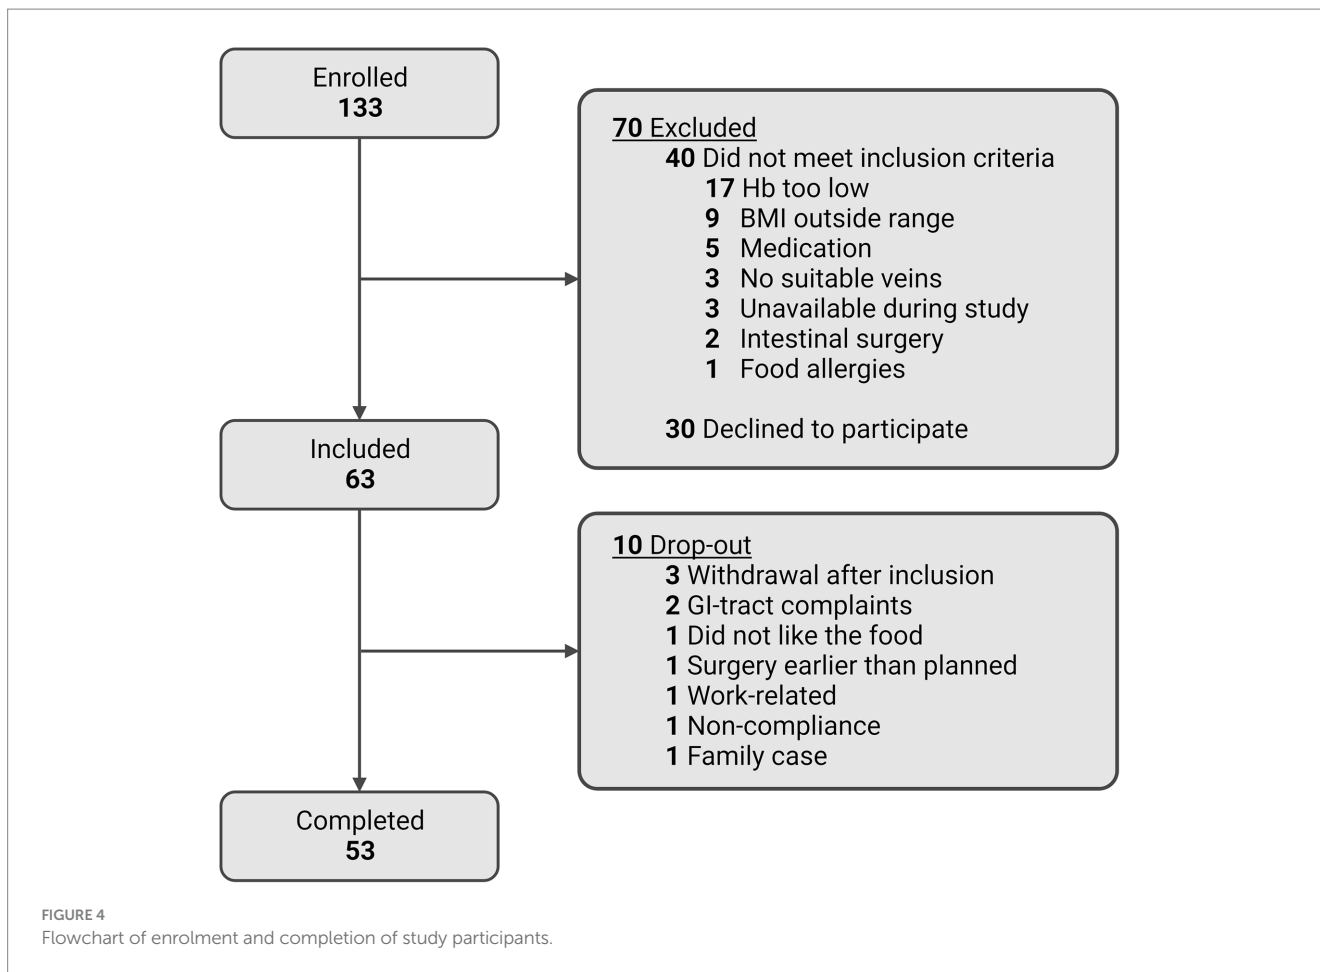 Enrolled
133
70 Excluded
40 Did not meet inclusion criteria
17 Hb too low
9 BMI outside range
5 Medication
3 No suitable veins
3 Unavailable during study
2 Intestinal surgery
1 Food allergies
30 Declined to participate
Included
63
10 Drop-out
3 Withdrawal after inclusion
2 GI-tract complaints
1 Did not like the food
1 Surgery earlier than planned
1 Work-related
1 Non-compliance
1 Family case
Completed
53
FIGURE 4
Flowchart of enrolment and completion of study participants.